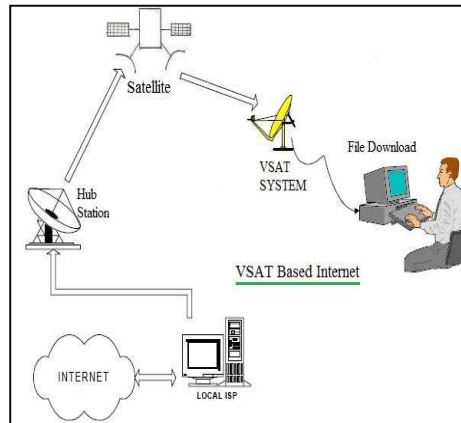 Satellite
File Download
VSAT
SYSTEM
Hub
Station
VSAT Based Internet
INTERNET
LOCAL ISP